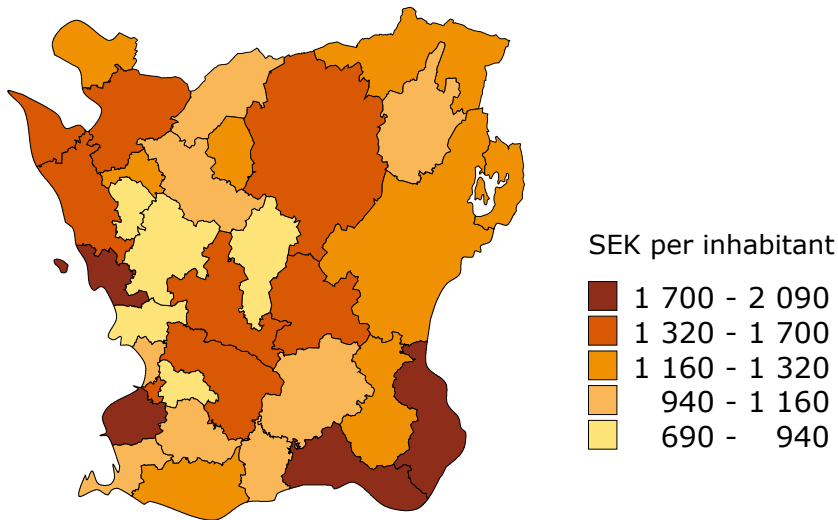 SEK per inhabitant
1 700 - 2 090
1 320 - 1 700
1 160 - 1 320
940 - 1 160
690 - 940